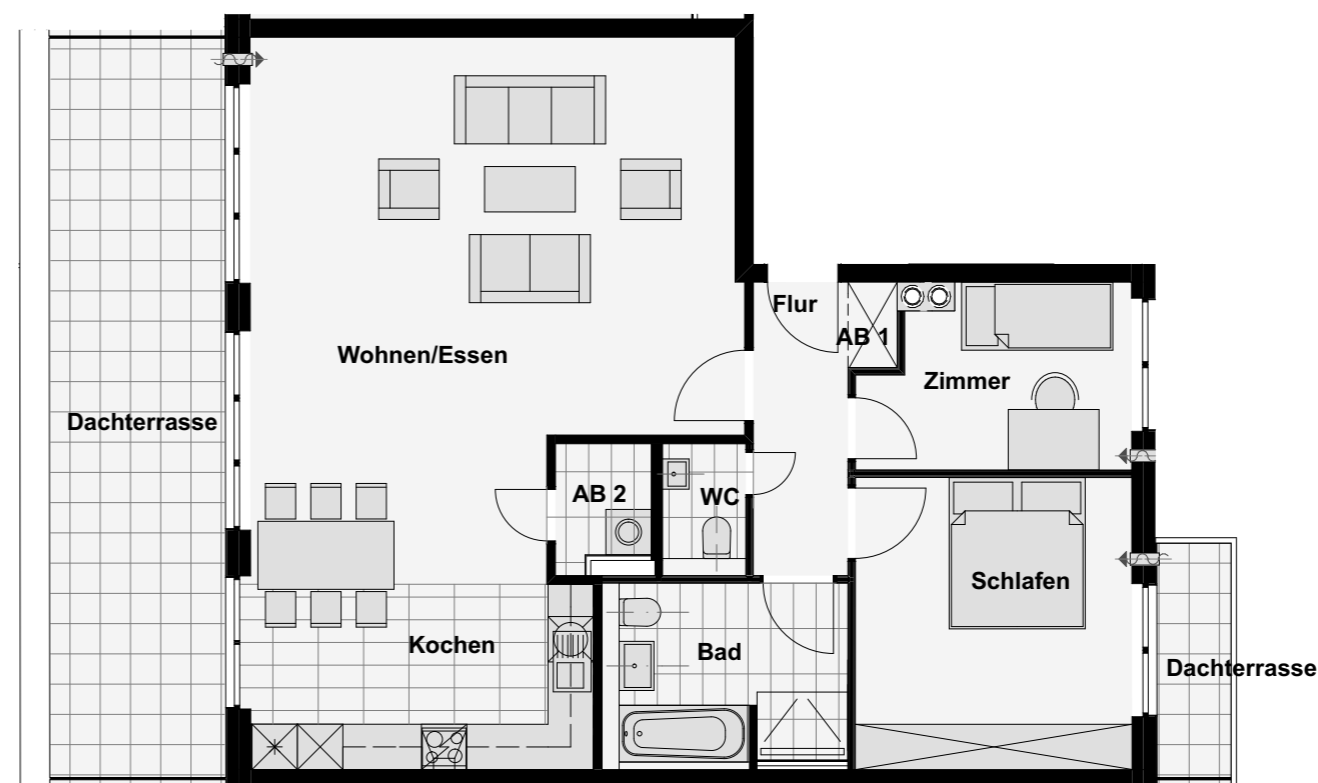 Flur
AB 1
Wohnen/Essen
Zimmer
Dachterrasse
AB 2
WC
Schlafen
Kochen
Bad
Dachterrasse